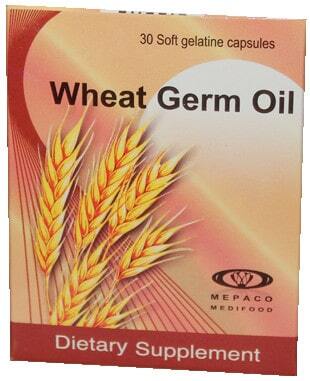 30 Soft gelatine capsules
Wheat Germ Oil
MEPACO
MEDIFOOD
Dietary Supplement